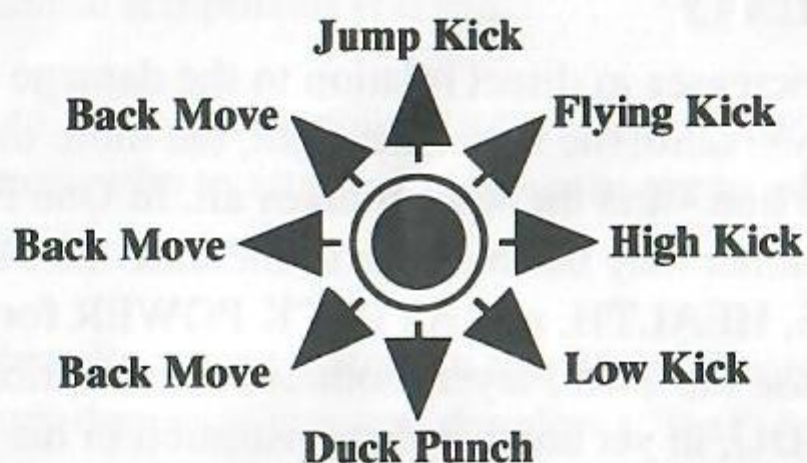 Jump Kick
Back Move
Flying Kick
Back Move
High Kick
Back Move
Low Kick
Duck Punch